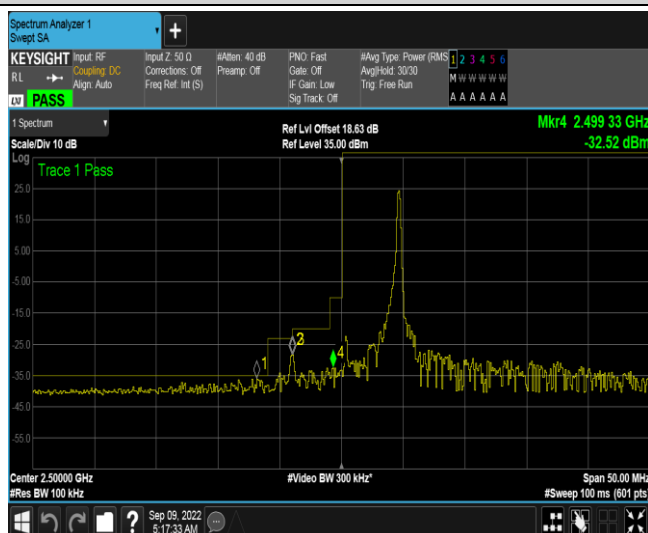 Spectrum Analyzer 1
Swept SA
KEYSIGHT
RL
LXI PASS
Input: RF
Coupling: DC
Align: Auto
Input Z: 50 Ω
Corrections: Off
Freq Ref: Int (S)
#Atten: 40 dB
Preamp: Off
PNO: Fast
Gate: Off
IF Gain: Low
Sig Track: Off
#Avg Type: Power (RMS
Avg|Hold: 30/30
Trig: Free Run
1 2 3 4 5 6
M W W W W W
A A A A A A
1 Spectrum
Scale/Div 10 dB
Log
Ref Lvl Offset 18.63 dB
Ref Level 35.00 dBm
Mkr4 2.499 33 GHz
-32.52 dBm
Trace 1 Pass
25.0
15.0
5.00
-5.00
-15.0
-25.0
-35.0
-45.0
-55.0
1
4
Center 2.50000 GHz
#Res BW 100 kHz
#Video BW 300 kHz*
Span 50.00 MHz
#Sweep 100 ms (601 pts)
?
Sep 09, 2022
5:17:33 AM